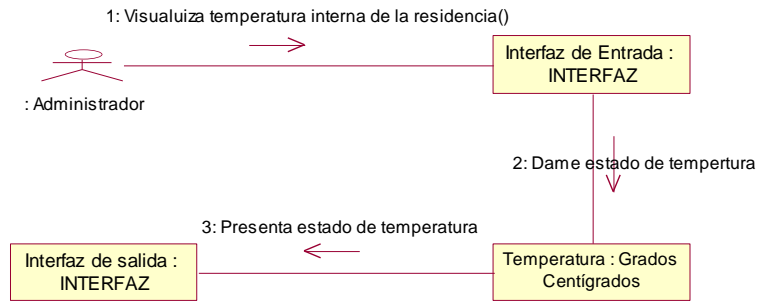 1: Visualuiza temperatura interna de la residencia()
Interfaz de Entrada :
INTERFAZ
: Administrador
2: Dame estado de tempertura
3: Presenta estado de temperatura
Interfaz de salida :
INTERFAZ
Temperatura : Grados
Centígrados